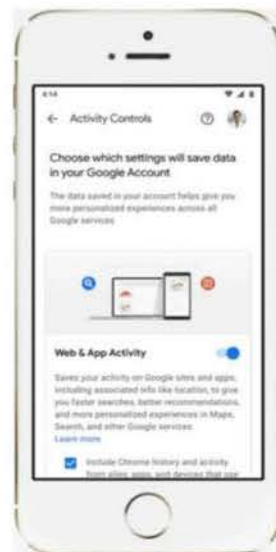 4:14
Activity Controls
Choose which settings will save data
in your Google Account
The data saved in your account helps give you
more personalized experiences across all
Google services
Web & App Activity
Saves your activity on Google sites and apps,
including associated info like location, to give
you faster searches, better recommendations,
and more personalized experiences in Maps,
Search, and other Google services
Learn more
Include Chrome history and activity
from sites, apps, and devices that use